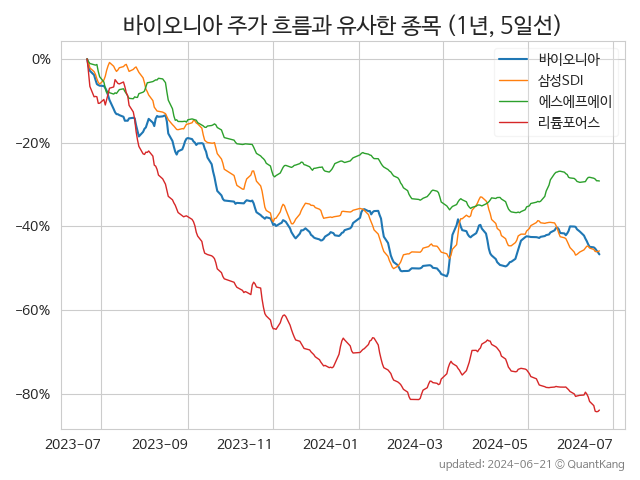 바이오니아 주가 흐름과 유사한 종목 (1년, 5일선)
바이오니아
삼성SDI
에스에프에이
리튬포어스
0%
−20%
−40%
−60%
−80%
2023-07 2023-09 2023-11 2024-01 2024-03 2024-05 2024-07
updated: 2024-06-21 © QuantKang